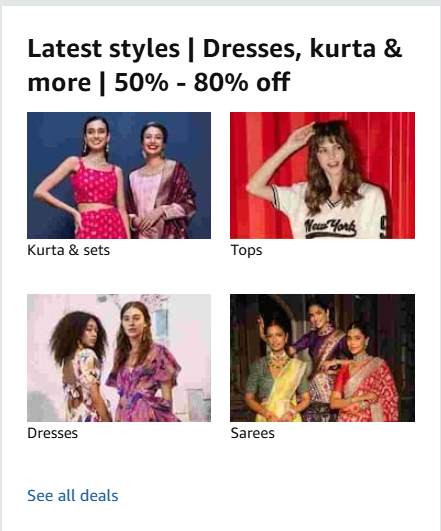 Latest styles | Dresses, kurta &
more | 50% - 80% off
New York
Kurta & sets
Tops
Dresses
Sarees
See all deals